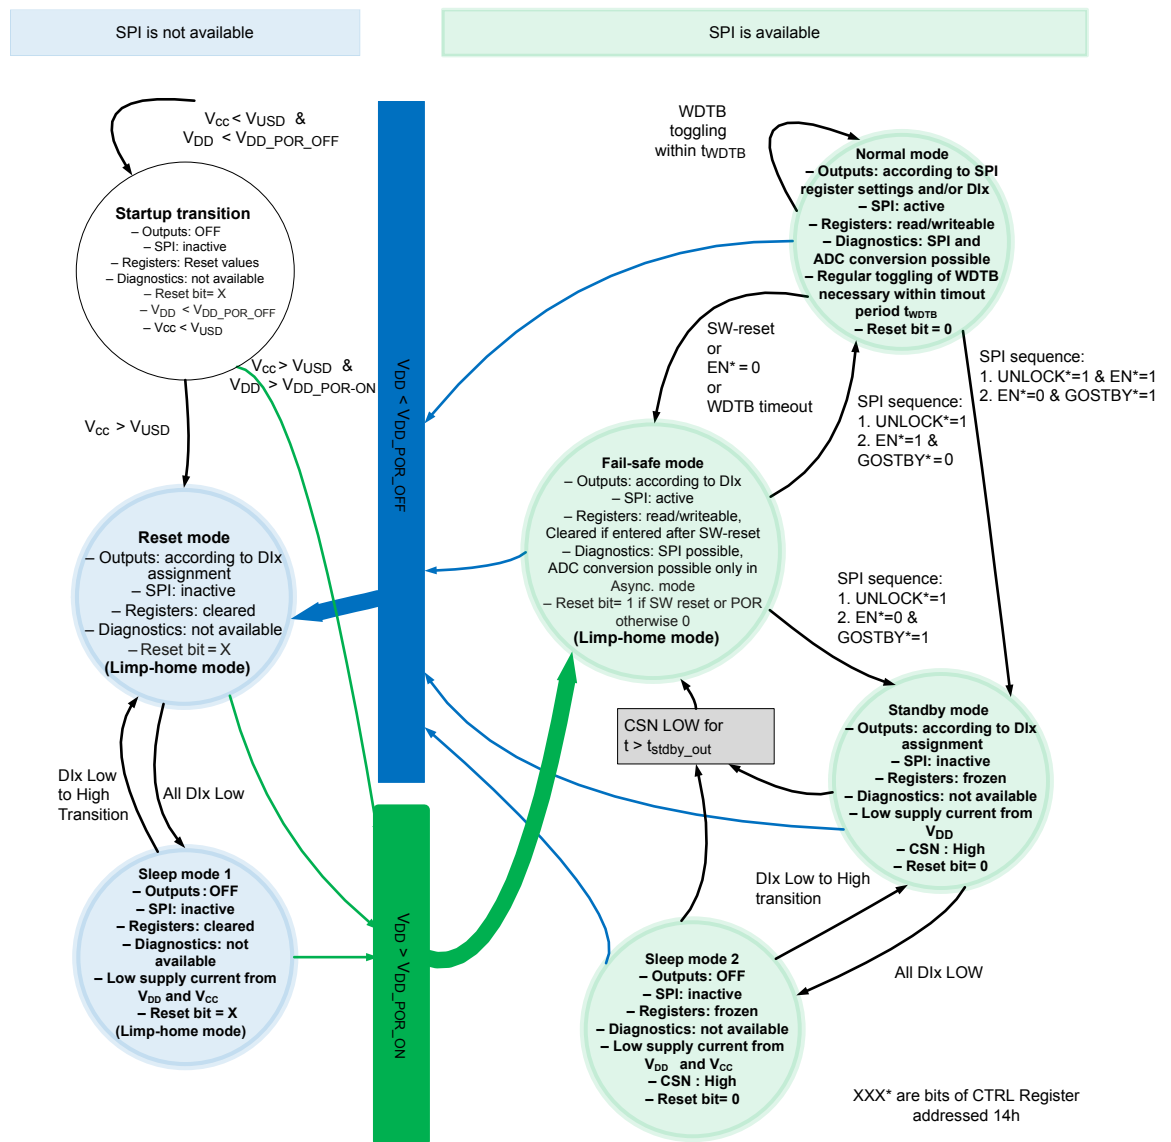 SPI is not available
SPI is available
Vcc < VUSD &
VDD < VDD_POR_OFF
Startup transition
– Outputs: OFF
– SPI: inactive
– Registers: Reset values
– Diagnostics: not available
– Reset bit= X
– VDD < VDD_POR_OFF
– Vcc < VUSD
Vcc > VUSD &
VDD > VDD_POR-ON
Vcc > VUSD
Reset mode
– Outputs: according to DIx
assignment
– SPI: inactive
– Registers: cleared
– Diagnostics: not available
– Reset bit = X
(Limp-home mode)
DIx Low
to High
Transition
All DIx Low
Sleep mode 1
– Outputs : OFF
– SPI: inactive
– Registers: cleared
– Diagnostics: not
available
– Low supply current from
VDD and VCC
– Reset bit = X
(Limp-home mode)
VDD < VDD_POR_OFF
VDD > VDD_POR_ON
WDTB
toggling
within tWDTB
Normal mode
– Outputs: according to SPI
register settings and/or DIx
– SPI: active
– Registers: read/writeable
– Diagnostics: SPI and
ADC conversion possible
– Regular toggling of WDTB
necessary within timout
period tWDTB
– Reset bit = 0
SW-reset
or
EN* = 0
or
WDTB timeout
SPI sequence:
1. UNLOCK*=1
2. EN*=1 &
GOSTBY*=0
SPI sequence:
1. UNLOCK*=1 & EN*=1
2. EN*=0 & GOSTBY*=1
Fail-safe mode
– Outputs: according to DIx
– SPI: active
– Registers: read/writeable,
Cleared if entered after SW-reset
– Diagnostics: SPI possible,
ADC conversion possible only in
Async. mode
– Reset bit= 1 if SW reset or POR
otherwise 0
(Limp-home mode)
SPI sequence:
1. UNLOCK*=1
2. EN*=0 &
GOSTBY*=1
CSN LOW for
t > tstdby_out
Standby mode
– Outputs: according to DIx
assignment
– SPI: inactive
– Registers: frozen
– Diagnostics: not available
– Low supply current from
VDD
– CSN : High
– Reset bit= 0
DIx Low to High
transition
All DIx LOW
Sleep mode 2
– Outputs: OFF
– SPI: inactive
– Registers: frozen
– Diagnostics: not available
– Low supply current from
VDD and VCC
– CSN : High
– Reset bit= 0
XXX* are bits of CTRL Register
addressed 14h